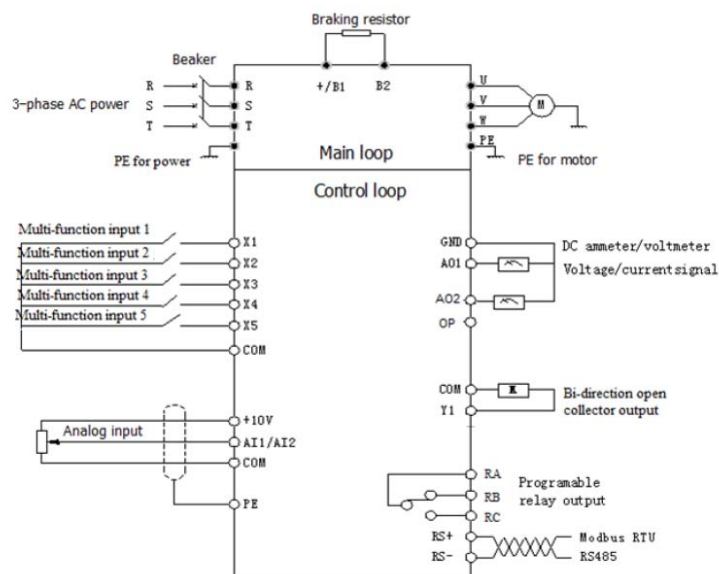 Braking resistor
Beaker
R R +/B1 B2 U
3-phase AC power S S V M
T T W
PE
PE for power Main loop PE for motor
Control loop
Multi-function input 1 X1 GND DC ammeter/voltmeter
Multi-function input 2 X2 AO1 Voltage/currentsignal
Multi-function input 3 X3
Multi-function input 4 X4 AO2
Multi-function input 5 X5 OP
COM
COM K Bi-direction open
Y1 collector output
+10V
Analog input AI1/AI2
COM
RA Programable
PE RB relay output
RC
RS+ Modbus RTU
RS- RS485